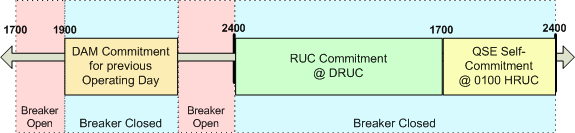 1700
1900
2400
1700
2400
DAM Commitment
for previous
Operating Day
RUC Commitment
@ DRUC
QSE Self-
Commitment
@ 0100 HRUC
Breaker
Open
Breaker Closed
Breaker
Open
Breaker Closed